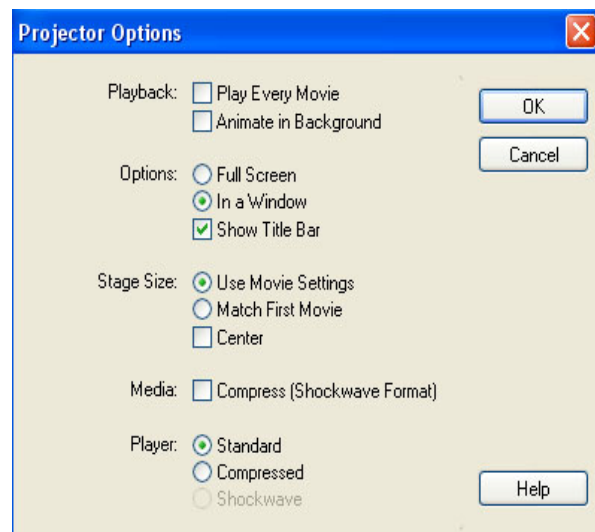 Projector Options
Playback: Play Every Movie
Animate in Background
OK
Cancel
Options: Full Screen
In a Window
Show Title Bar
Stage Size: Use Movie Settings
Match First Movie
Center
Media: Compress (Shockwave Format)
Player: Standard
Compressed
Shockwave
Help